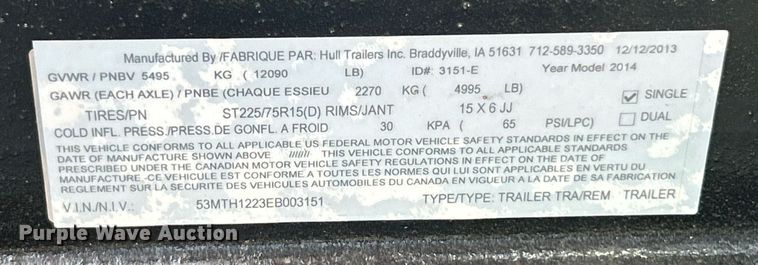 Manufactured By /FABRIQUE PAR: Hull Trailers Inc. Braddyville, IA 51631 712-589-3350 12/12/2013
GVWR / PNBV 5495 KG ( 12090 LB) ID#: 3151-E Year Model 2014
GAWR (EACH AXLE) / PNBE (CHAQUE ESSIEU 2270 KG ( 4995 LB)
TIRES/PN ST225/75R15(D) RIMS/JANT 15 X 6 JJ SINGLE
COLD INFL. PRESS./PRESS.DE GONFL. A FROID 30 KPA ( 65 PSI/LPC) DUAL
THIS VEHICLE CONFORMS TO ALL APPLICABLE US FEDERAL MOTOR VEHICLE SAFETY STANDARDS IN EFFECT ON THE
DATE OF MANUFACTURE SHOWN ABOVE /////// THIS VEHICLE CONFORMS TO ALL APPLICABLE STANDARDS
PRESCRIBED UNDER THE CANADIAN MOTOR VEHICLE SAFETY REGULATIONS IN EFFECT ON THE DATE OF
MANUFACTURE.-CE VEHICULE EST CONFORME A TOUTES LES NORMES QUI LUI SONT APPLICABLES EN VERTU DU
REGLEMENT SUR LA SECURITE DES VEHICULES AUTOMOBILES DU CANADA EN VIGUEUR A LA DATE DE SA FABRICATION
V.I.N./N.I.V.: 53MTH1223EB003151 TYPE/TYPE: TRAILER TRA/REM TRAILER
Purple Wave Auction